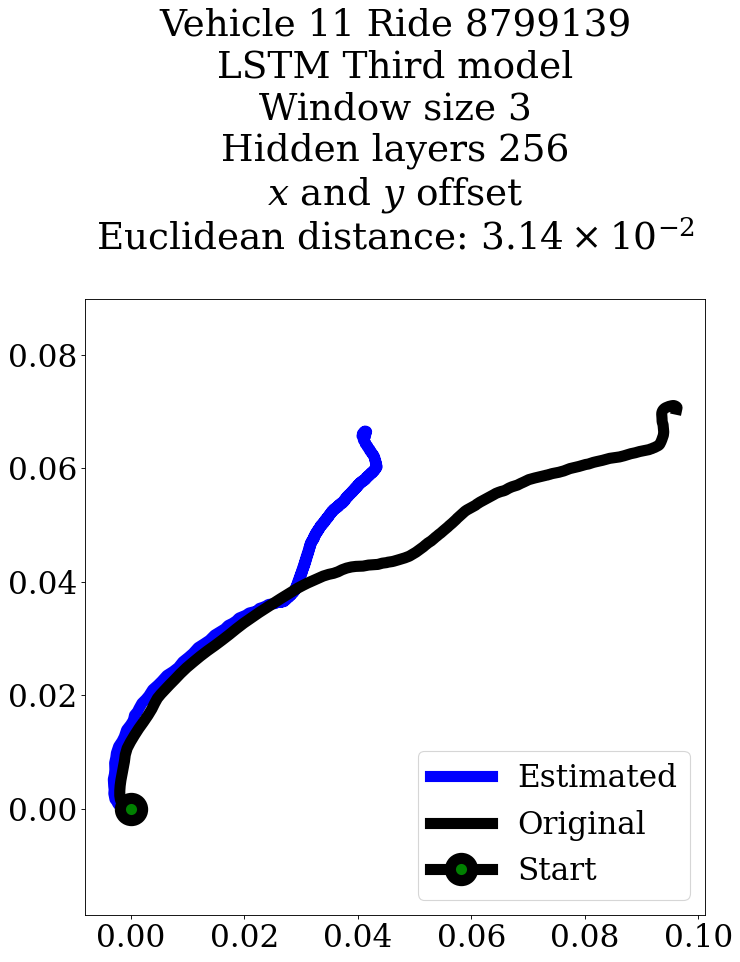 Vehicle 11 Ride 8799139
LSTM Third model
Window size 3
Hidden layers 256
x and y offset
Euclidean distance: 3.14 × 10⁻²
0.08
0.06
0.04
0.02
0.00
Estimated
Original
Start
0.00 0.02 0.04 0.06 0.08 0.10